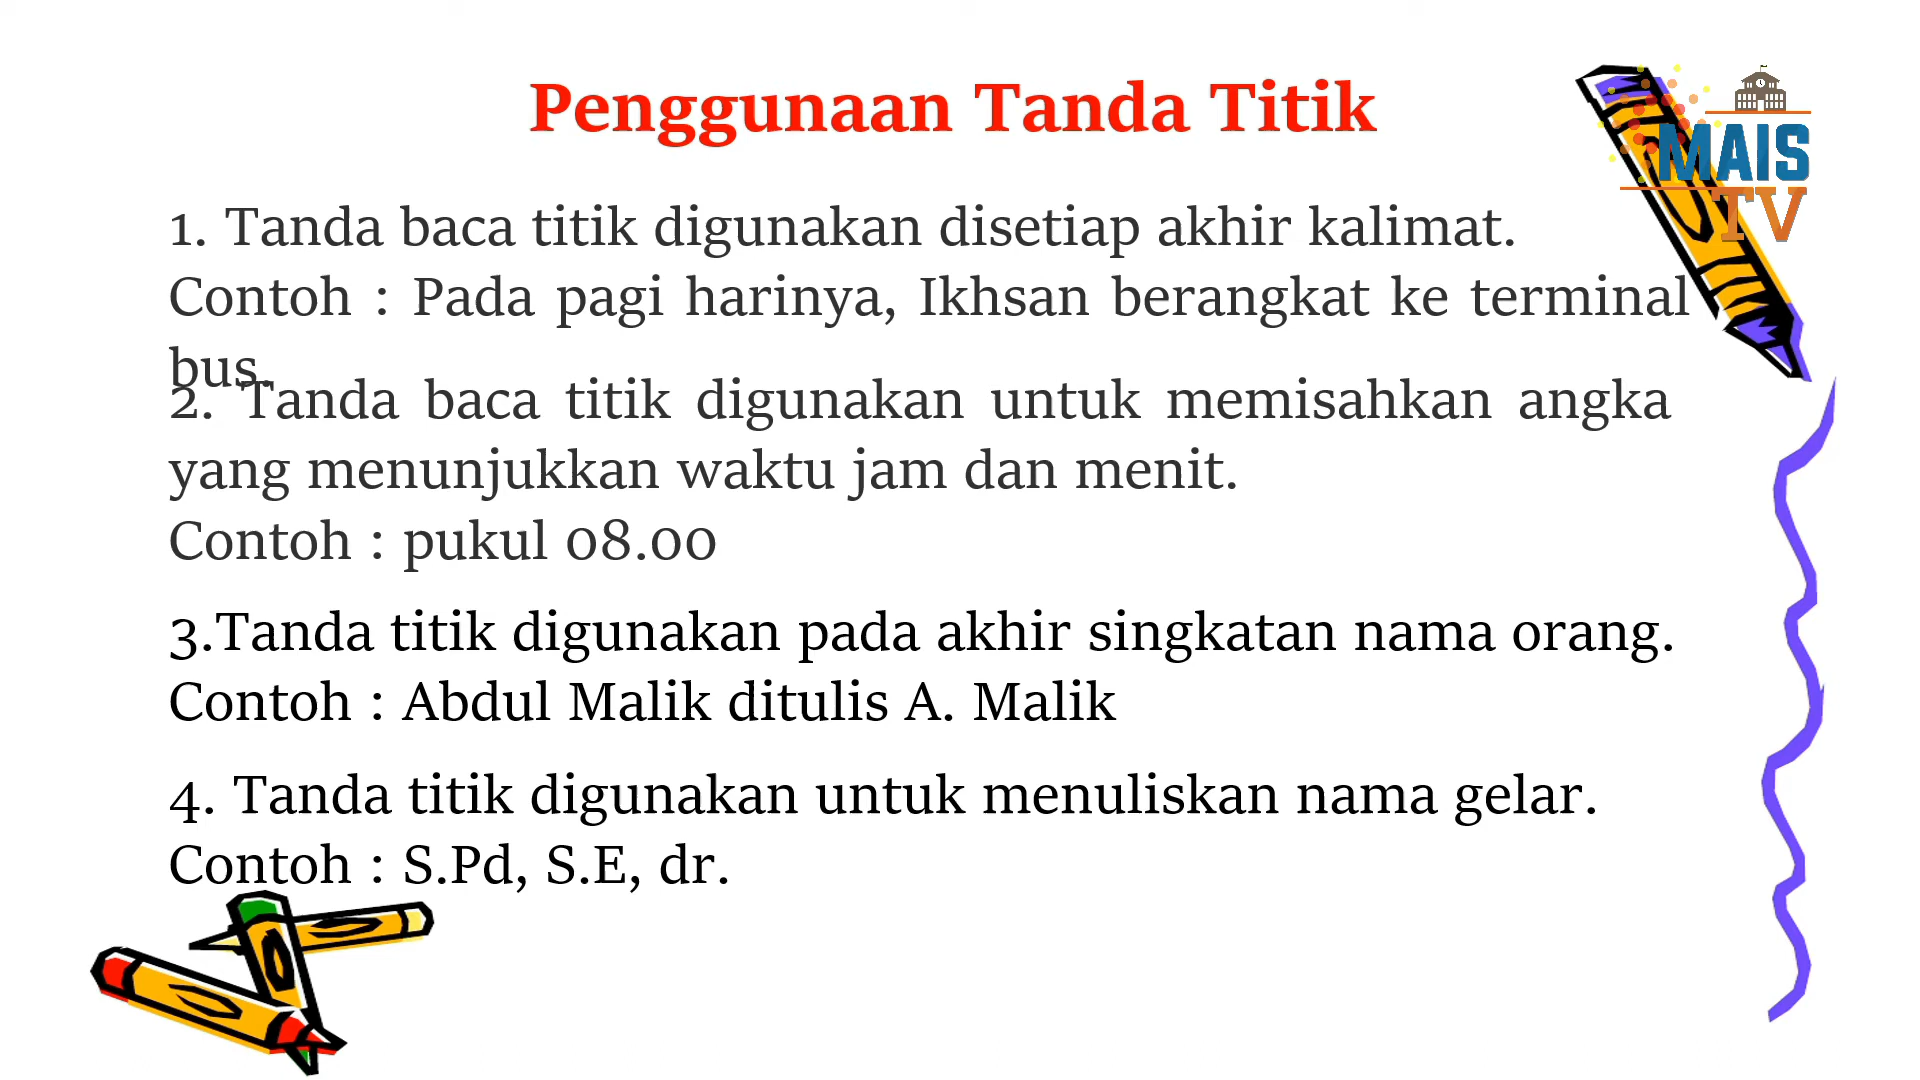 Penggunaan Tanda Titik
MAIS
TV
1. Tanda baca titik digunakan disetiap akhir kalimat.
Contoh : Pada pagi harinya, Ikhsan berangkat ke terminal
bus.
2. Tanda baca titik digunakan untuk memisahkan angka
yang menunjukkan waktu jam dan menit.
Contoh : pukul 08.00
3.Tanda titik digunakan pada akhir singkatan nama orang.
Contoh : Abdul Malik ditulis A. Malik
4. Tanda titik digunakan untuk menuliskan nama gelar.
Contoh : S.Pd, S.E, dr.